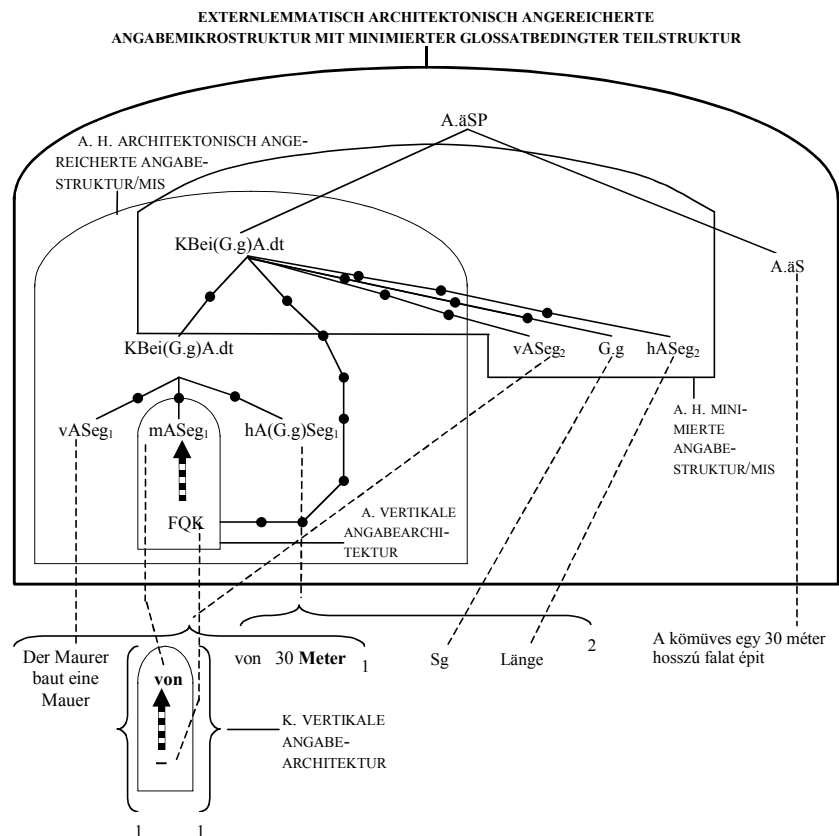 EXTERNLEMMATISCH ARCHITEKTONISCH ANGEREICHERTE
ANGABEMIKROSTRUKTUR MIT MINIMIERTER GLOSSATBEDINGTER TEILSTRUKTUR
A.äSP
A. H. ARCHITEKTONISCH ANGE-
REICHERTE ANGABE-
STRUKTUR/MIS
KBei(G.g)A.dt
A.äS
KBei(G.g)A.dt
vASeg2 G.g hASeg2
vASeg1 mASeg1 hA(G.g)Seg1
A. H. MINI-
MIERTE
ANGABE-
STRUKTUR/MIS
FQK
A. VERTIKALE
ANGABEARCHI-
TEKTUR
Der Maurer
baut eine
Mauer
von 30 Meter 1
2
Sg
Länge
A kömüves egy 30 méter
hosszú falat épit
von
–
K. VERTIKALE
ANGABE-
ARCHITEKTUR
1 1